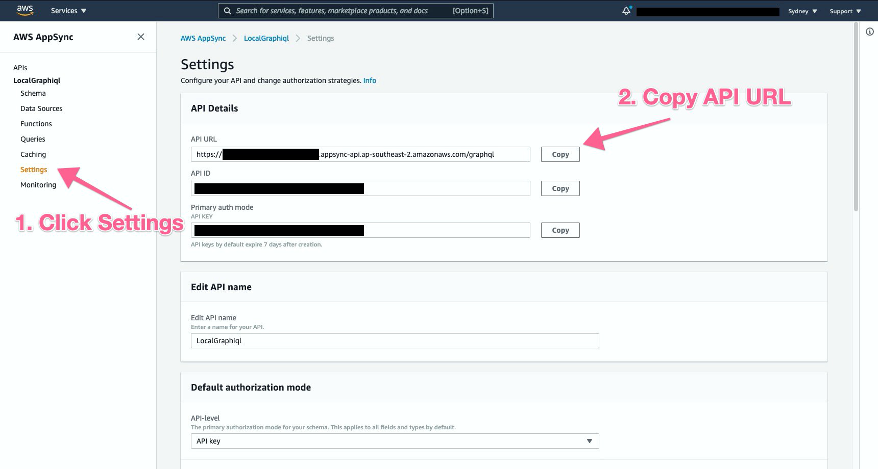 aws
Services
Search for services, features, marketplace products, and docs
[Option+S]
Sydney
Support
AWS AppSync
AWS AppSync
LocalGraphiql
Settings
Settings
Configure your API and change authorization strategies. Info
APIs
LocalGraphiql
Schema
Data Sources
Functions
Queries
Caching
Settings
Monitoring
1. Click Settings
2. Copy API URL
API Details
API URL
https://
.appsync-api.ap-southeast-2.amazonaws.com/graphql
Copy
API ID
Copy
Primary auth mode
API KEY
Copy
API keys by default expire 7 days after creation.
Edit API name
Edit API name
Enter a name for your API.
LocalGraphiql
Default authorization mode
API-level
The primary authorization mode for your schema. This applies to all fields and types by default.
API key